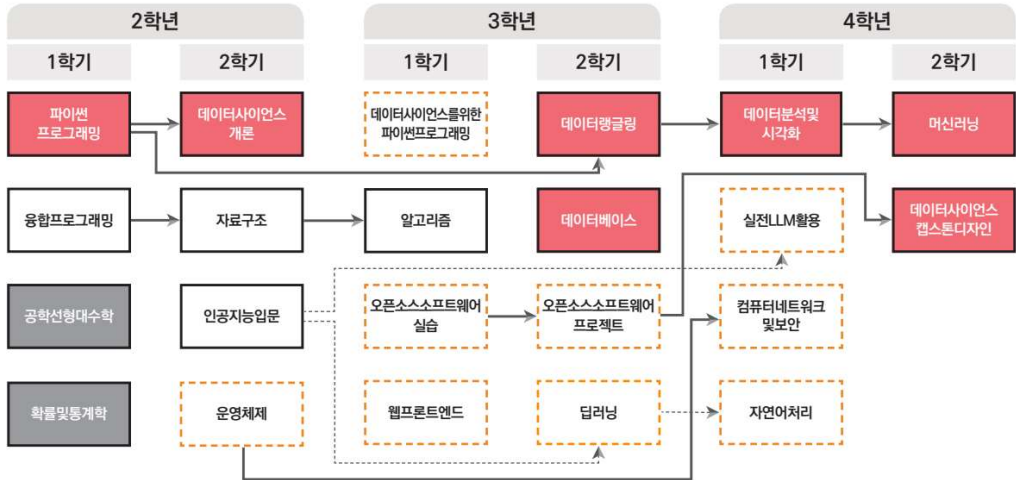 2학년
3학년
4학년
1학기
2학기
1학기
2학기
1학기
2학기
파이썬
프로그래밍
데이터사이언스
개론
데이터사이언스를위한
파이썬프로그래밍
데이터랭글링
데이터분석및
시각화
머신러닝
융합프로그래밍
자료구조
알고리즘
데이터베이스
실전LLM활용
데이터사이언스
캡스톤디자인
공학선형대수학
인공지능입문
오픈소스소프트웨어
실습
오픈소스소프트웨어
프로젝트
컴퓨터네트워크
및보안
확률및통계학
운영체제
웹프론트엔드
딥러닝
자연어처리